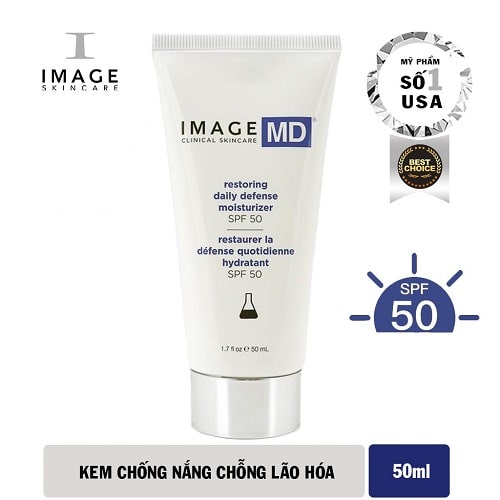 IMAGE
SKINCARE
MỸ PHẨM
SỐ 1
USA
BEST
CHOICE
IMAGE MD®
CLINICAL SKINCARE
restoring
daily defense
moisturizer
SPF 50
restaurer la
défense quotidienne
hydratant
SPF 50
1.7 fl oz e 50 mL
SPF
50
KEM CHỐNG NẮNG CHỖNG LÃO HÓA
50ml